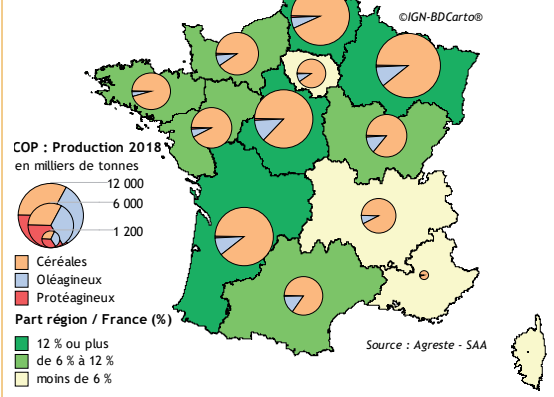 ©IGN-BDCarto®
COP : Production 2018
en milliers de tonnes
12 000
6 000
1 200
Céréales
Oléagineux
Protéagineux
Part région / France (%)
12 % ou plus
de 6 % à 12 %
moins de 6 %
Source : Agreste - SAA